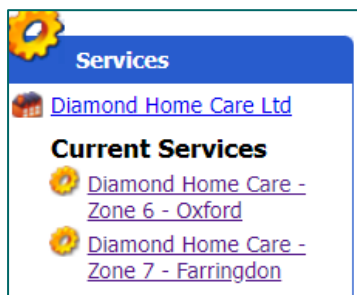 Services
Diamond Home Care Ltd
Current Services
Diamond Home Care -
Zone 6 - Oxford
Diamond Home Care -
Zone 7 - Farringdon